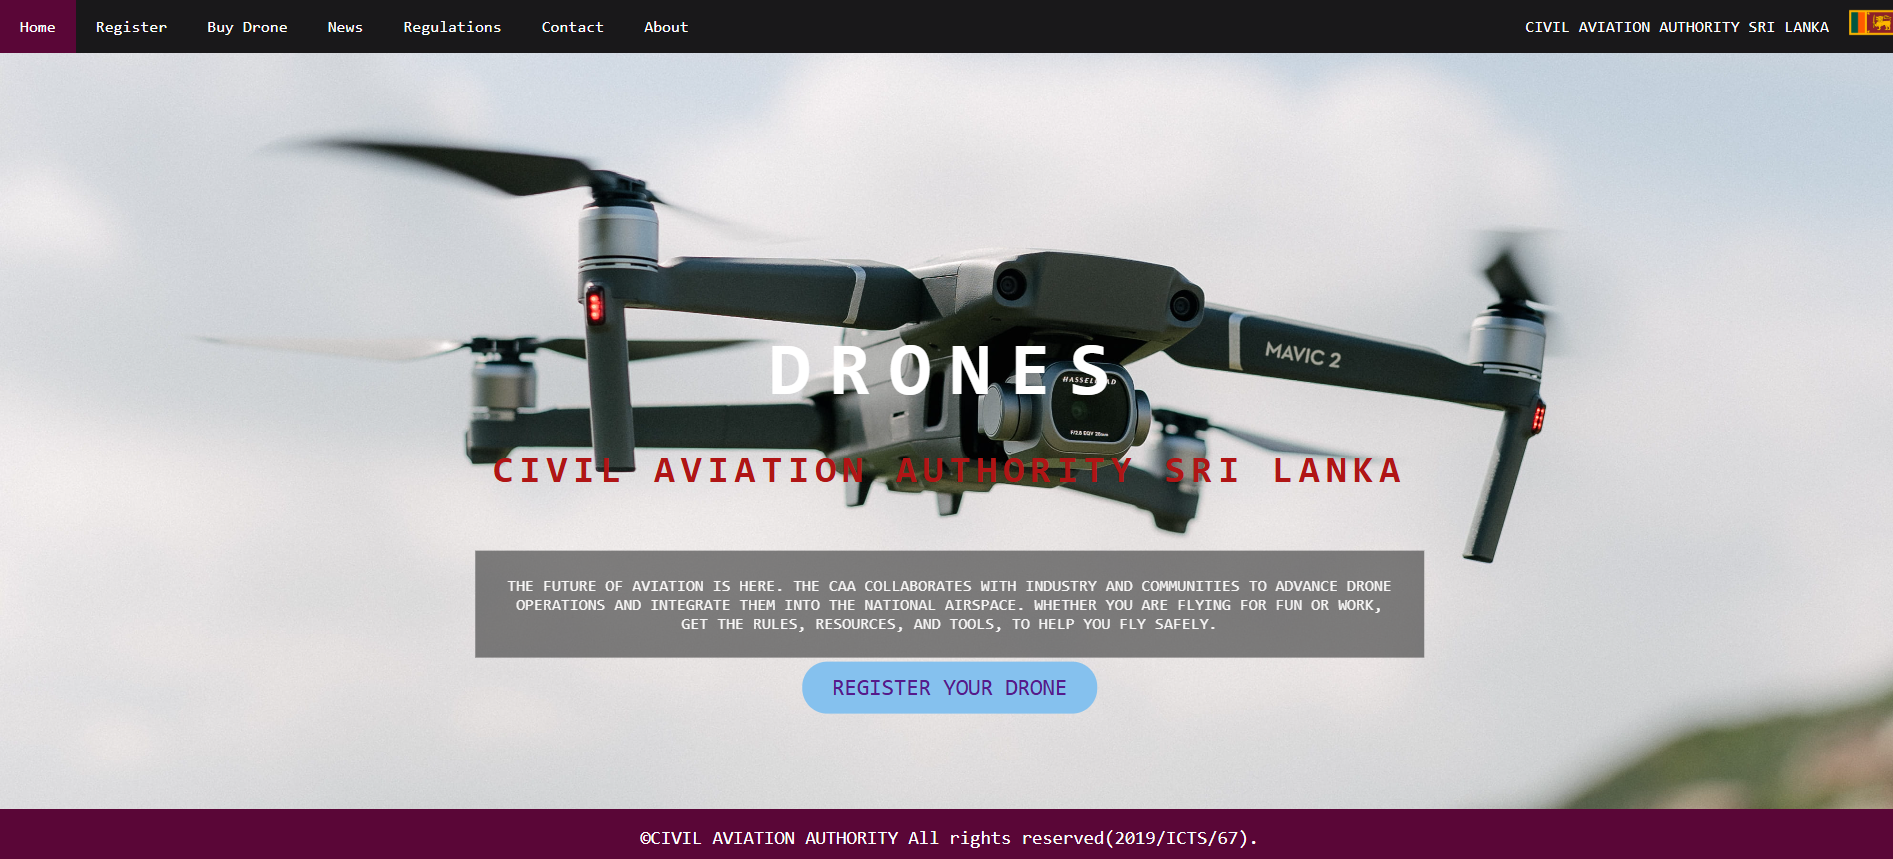 Home Register Buy Drone News Regulations Contact About CIVIL AVIATION AUTHORITY SRI LANKA
MAVIC 2
DRONES
HASSELBLAD
F/2.8 EQV 28mm
CIVIL AVIATION AUTHORITY SRI LANKA
THE FUTURE OF AVIATION IS HERE. THE CAA COLLABORATES WITH INDUSTRY AND COMMUNITIES TO ADVANCE DRONE
OPERATIONS AND INTEGRATE THEM INTO THE NATIONAL AIRSPACE. WHETHER YOU ARE FLYING FOR FUN OR WORK,
GET THE RULES, RESOURCES, AND TOOLS, TO HELP YOU FLY SAFELY.
REGISTER YOUR DRONE
©CIVIL AVIATION AUTHORITY All rights reserved(2019/ICTS/67).